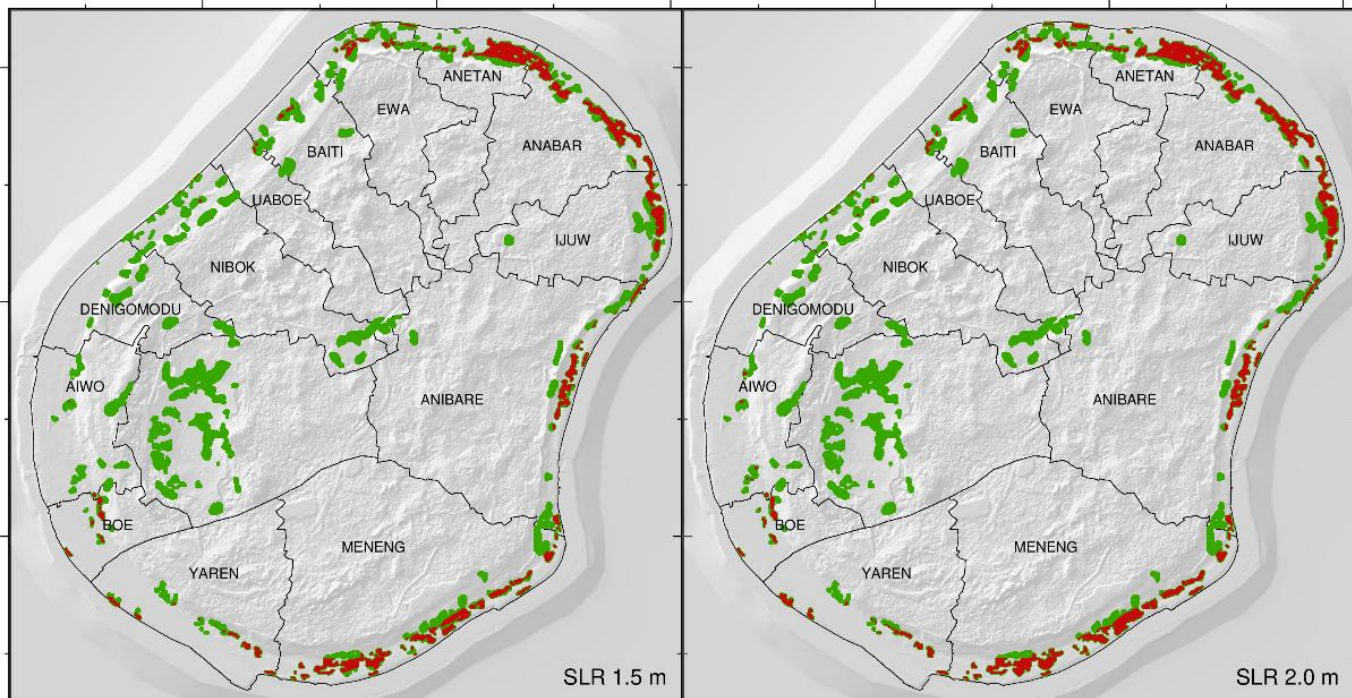 ANETAN
EWA
BAITI
ANABAR
UABOE
IJUW
NIBOK
DENIGOMODU
AIWO
ANIBARE
BOE
MENENG
YAREN
SLR 1.5 m
ANETAN
EWA
BAITI
ANABAR
UABOE
IJUW
NIBOK
DENIGOMODU
AIWO
ANIBARE
BOE
MENENG
YAREN
SLR 2.0 m